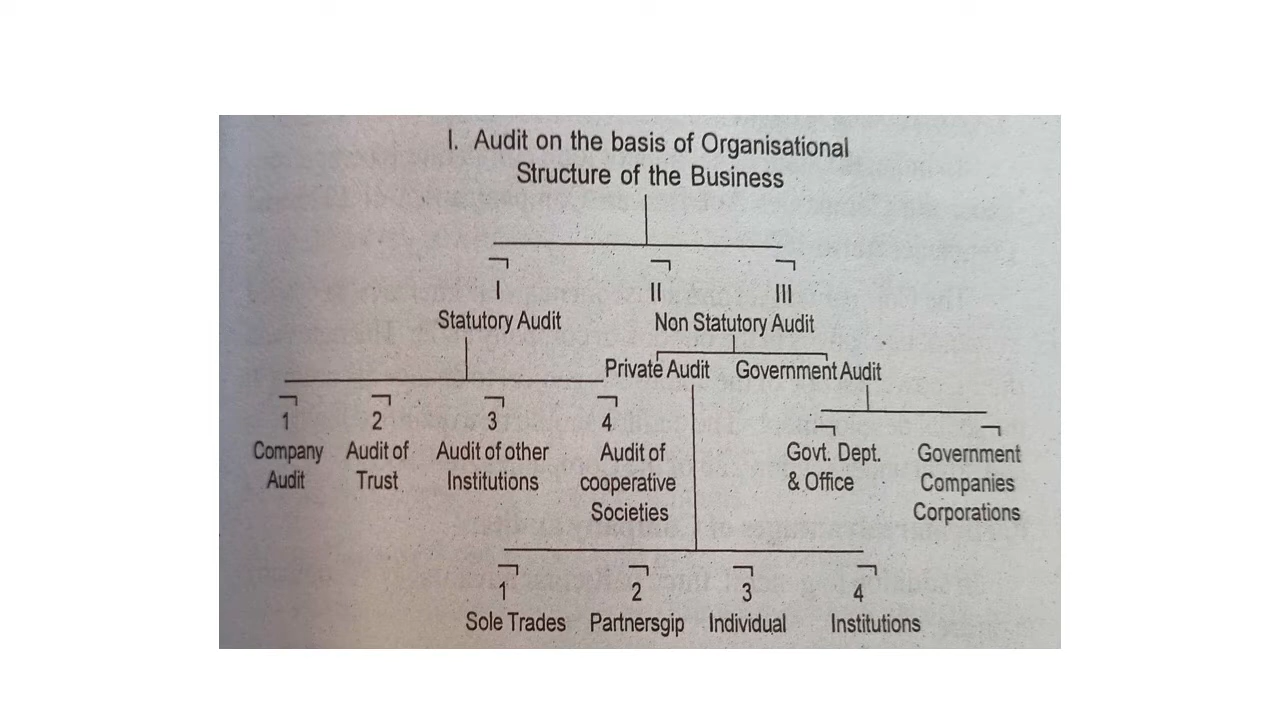 I. Audit on the basis of Organisational
Structure of the Business
I II III
Statutory Audit Non Statutory Audit
Private Audit Government Audit
1 2 3 4
Company Audit of Audit of other Audit of Govt. Dept. Government
Audit Trust Institutions cooperative & Office Companies
Societies Corporations
1 2 3 4
Sole Trades Partnersgip Individual Institutions